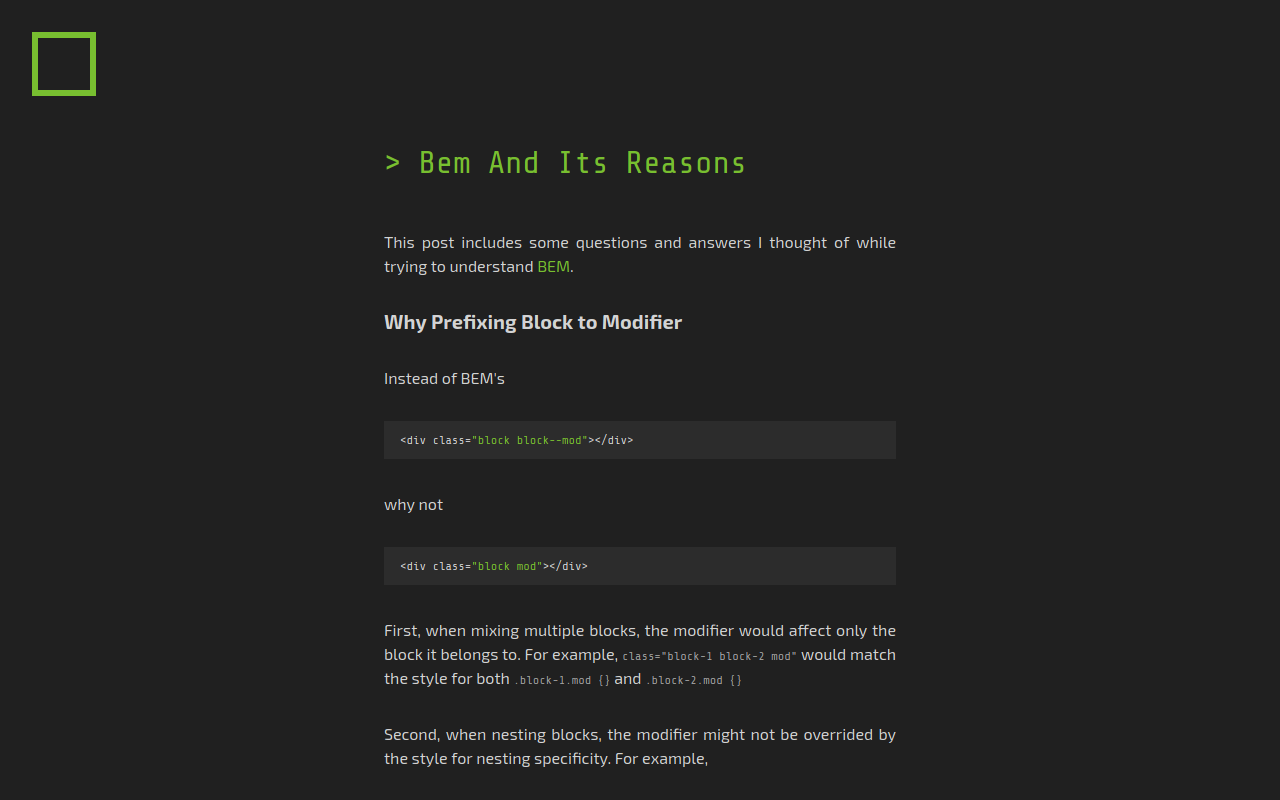 > Bem And Its Reasons
This post includes some questions and answers I thought of while
trying to understand BEM.
Why Prefixing Block to Modifier
Instead of BEM's
<div class="block block--mod"></div>
why not
<div class="block mod"></div>
First, when mixing multiple blocks, the modifier would affect only the
block it belongs to. For example, class="block-1 block-2 mod" would match
the style for both .block-1.mod {} and .block-2.mod {}
Second, when nesting blocks, the modifier might not be overrided by
the style for nesting specificity. For example,